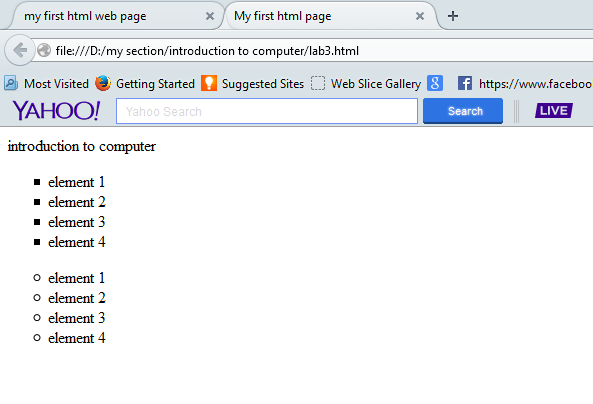 my first html web page My first html page
file:///D:/my section/introduction to computer/lab3.html
Most Visited Getting Started Suggested Sites Web Slice Gallery 8 https://www.faceboo
YAHOO! Yahoo Search Search LIVE
introduction to computer
element 1
element 2
element 3
element 4
element 1
element 2
element 3
element 4